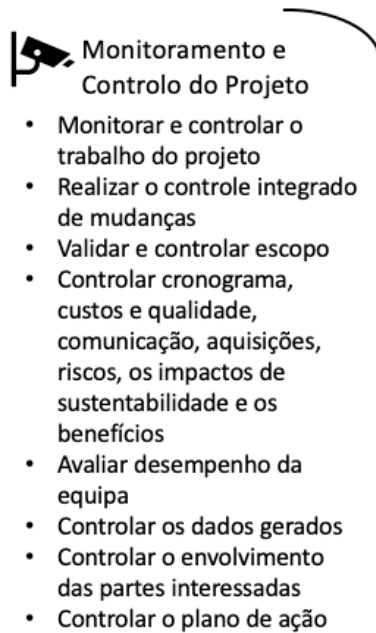 Monitoramento e
Controlo do Projeto
• Monitorar e controlar o
trabalho do projeto
• Realizar o controle integrado
de mudanças
• Validar e controlar escopo
• Controlar cronograma,
custos e qualidade,
comunicação, aquisições,
riscos, os impactos de
sustentabilidade e os
benefícios
• Avaliar desempenho da
equipa
• Controlar os dados gerados
• Controlar o envolvimento
das partes interessadas
• Controlar o plano de ação